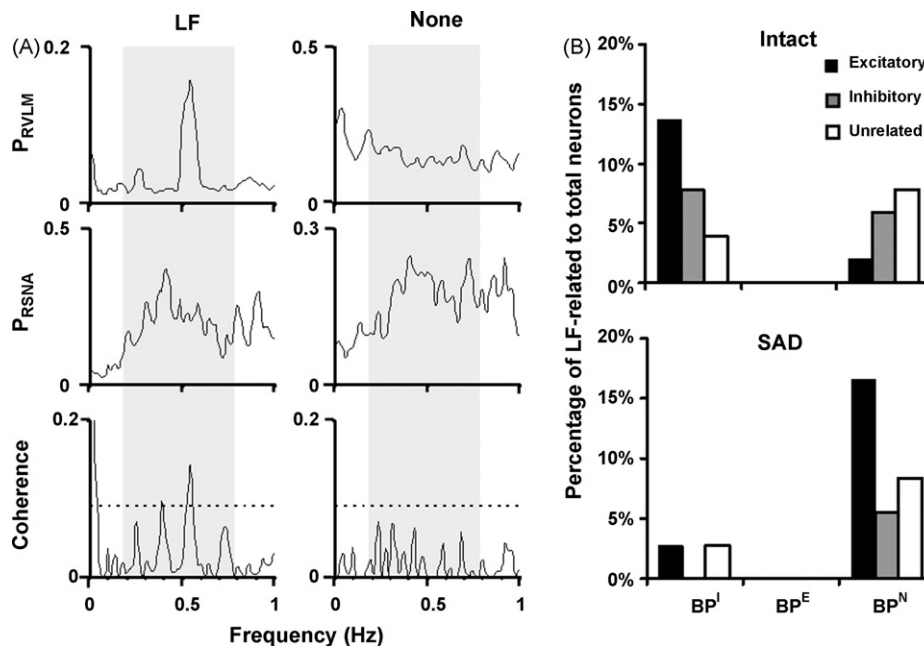 (A)
LF
None
0.2
P_RVLM
0
0.5
0
0.5
P_RSNA
0
0.3
0
0.2
Coherence
0
0.2
0
0 0.5 1
0 0.5 1
Frequency (Hz)
(B)
20%
15%
10%
5%
0%
Intact
Excitatory
Inhibitory
Unrelated
Percentage of LF-related to total neurons
20%
15%
10%
5%
0%
SAD
BP^I BP^E BP^N